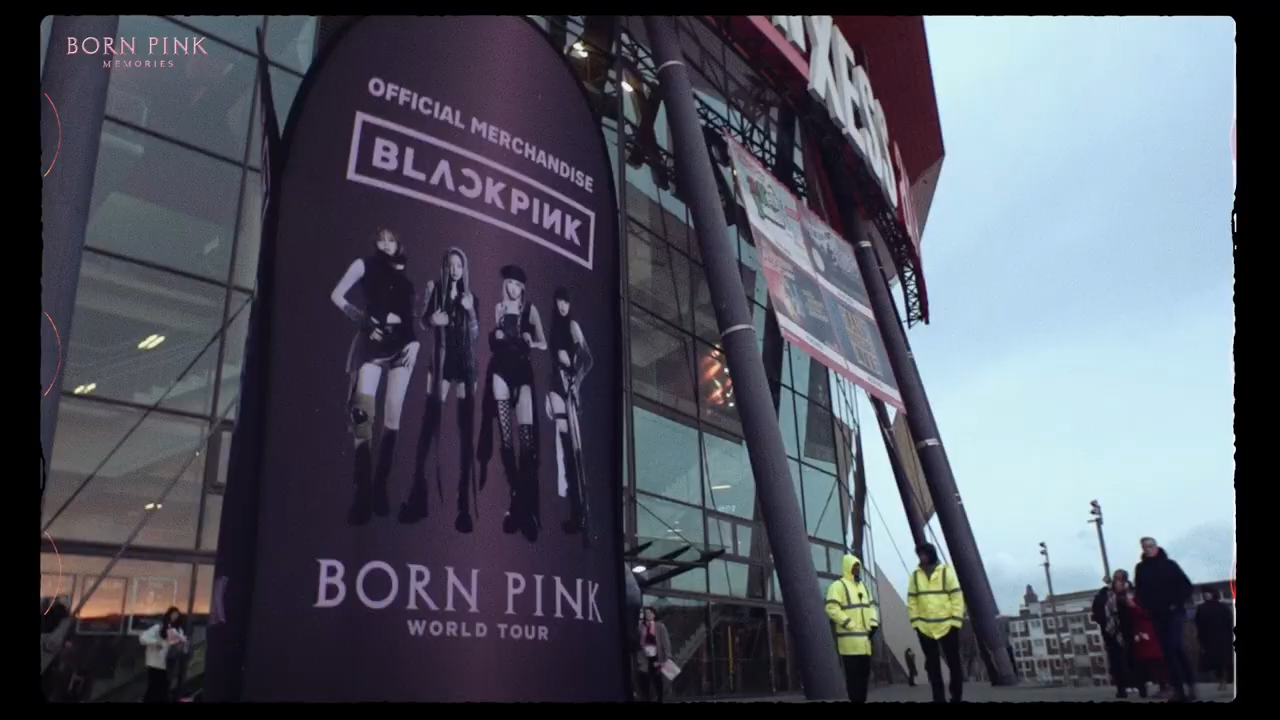 BORN PINK
MEMORIES
OFFICIAL MERCHANDISE
BLACKPINK
BORN PINK
WORLD TOUR